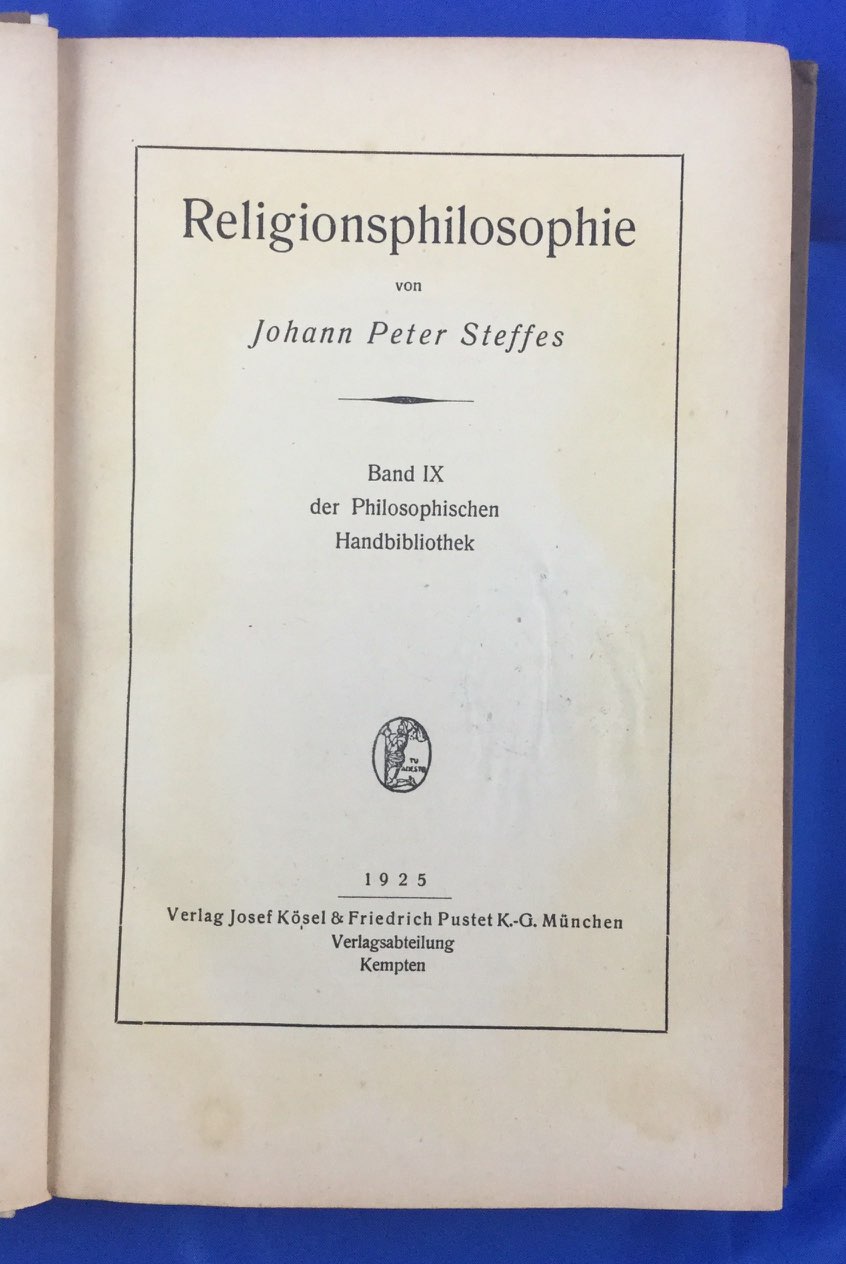 Religionsphilosophie
von
Johann Peter Steffes
Band IX
der Philosophischen
Handbibliothek
TU
1925
Verlag Josef Kösel & Friedrich Pustet K.-G. München
Verlagsabteilung
Kempten